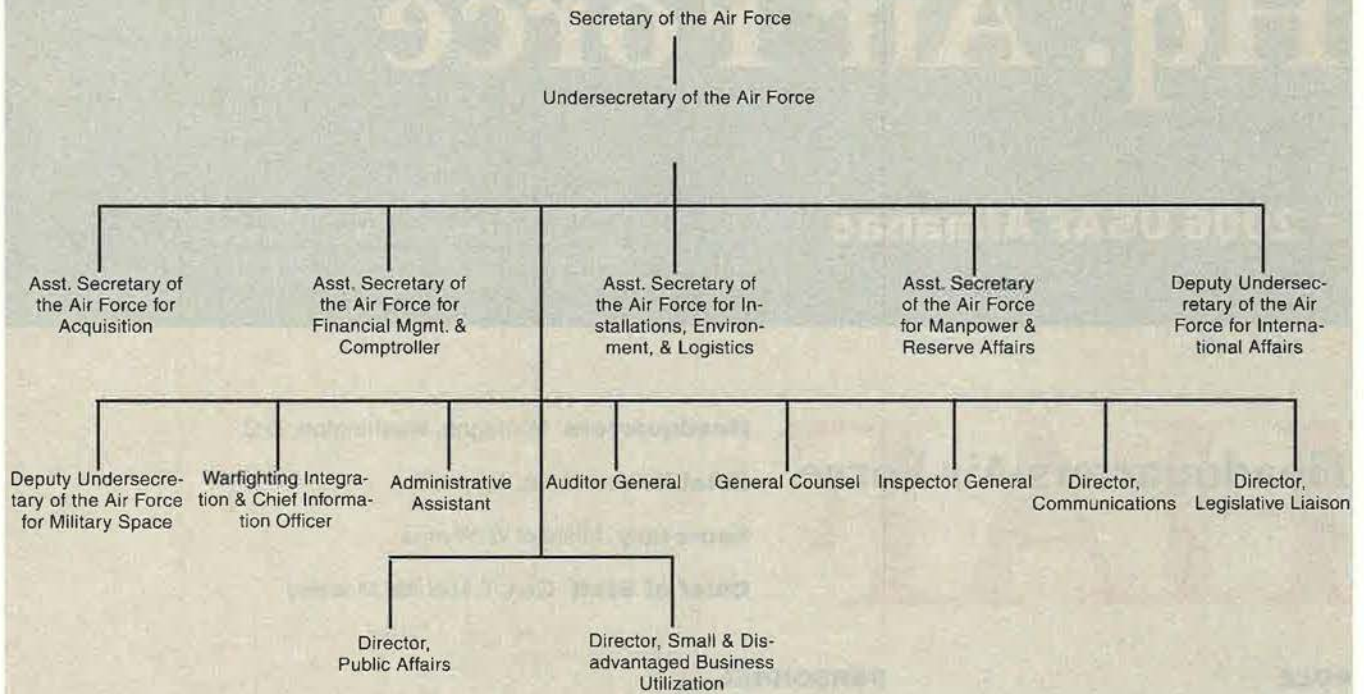 Secretary of the Air Force
Undersecretary of the Air Force
Asst. Secretary of
the Air Force for
Acquisition
Asst. Secretary of
the Air Force for
Financial Mgmt. &
Comptroller
Asst. Secretary of
the Air Force for In-
stallations, Environ-
ment, & Logistics
Asst. Secretary
of the Air Force
for Manpower &
Reserve Affairs
Deputy Undersec-
retary of the Air
Force for Interna-
tional Affairs
Deputy Undersecre-
tary of the Air Force
for Military Space
Warfighting Integra-
tion & Chief Informa-
tion Officer
Administrative
Assistant
Auditor General
General Counsel
Inspector General
Director,
Communications
Director,
Legislative Liaison
Director,
Public Affairs
Director, Small & Dis-
advantaged Business
Utilization